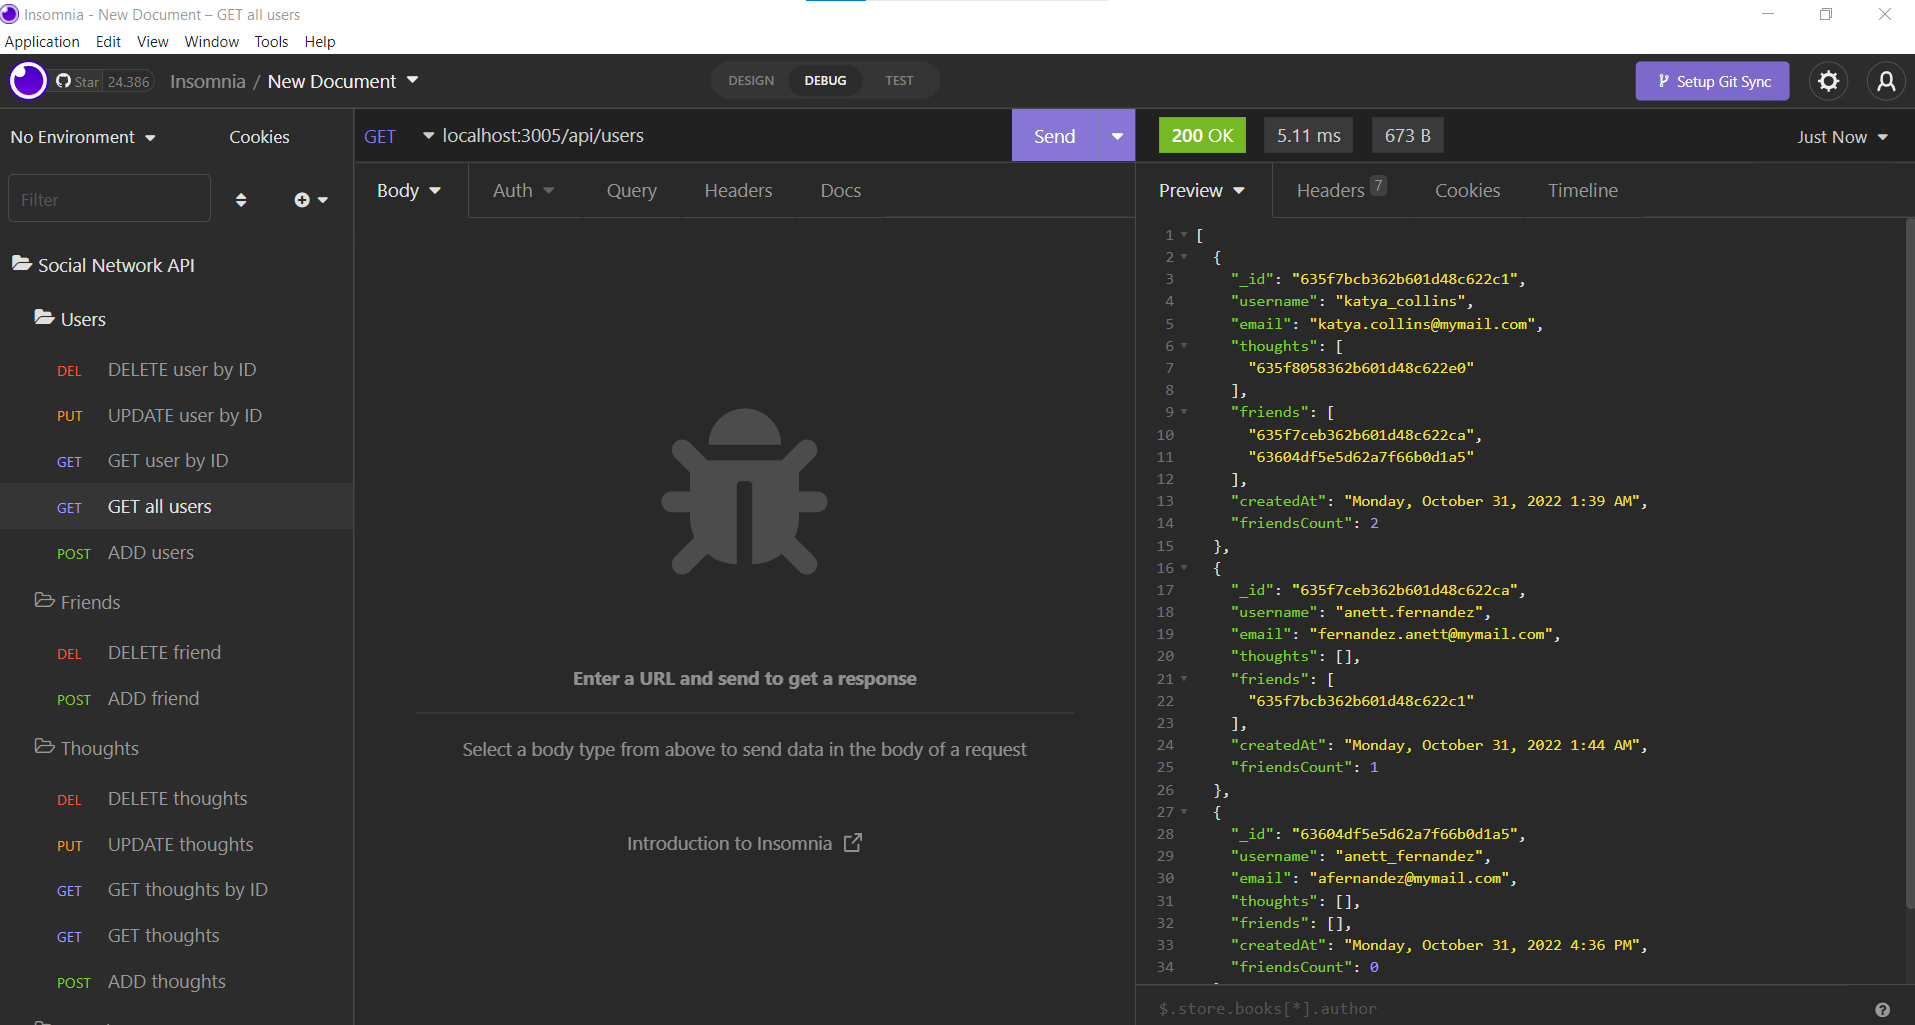 Insomnia - New Document – GET all users
Application Edit View Window Tools Help
Star 24.386 Insomnia / New Document DESIGN DEBUG TEST Setup Git Sync
No Environment Cookies
Filter
Social Network API
Users
DEL DELETE user by ID
PUT UPDATE user by ID
GET GET user by ID
GET GET all users
POST ADD users
Friends
DEL DELETE friend
POST ADD friend
Thoughts
DEL DELETE thoughts
PUT UPDATE thoughts
GET GET thoughts by ID
GET GET thoughts
POST ADD thoughts
GET localhost:3005/api/users Send
Body Auth Query Headers Docs
Enter a URL and send to get a response
Select a body type from above to send data in the body of a request
Introduction to Insomnia
200 OK 5.11 ms 673 B Just Now
Preview Headers 7 Cookies Timeline
1 [
2 {
3 "_id": "635f7bcb362b601d48c622c1",
4 "username": "katya_collins",
5 "email": "katya.collins@mymail.com",
6 "thoughts": [
7 "635f8058362b601d48c622e0"
8 ],
9 "friends": [
10 "635f7ceb362b601d48c622ca",
11 "63604df5e5d62a7f66b0d1a5"
12 ],
13 "createdAt": "Monday, October 31, 2022 1:39 AM",
14 "friendsCount": 2
15 },
16 {
17 "_id": "635f7ceb362b601d48c622ca",
18 "username": "anett.fernandez",
19 "email": "fernandez.anett@mymail.com",
20 "thoughts": [],
21 "friends": [
22 "635f7bcb362b601d48c622c1"
23 ],
24 "createdAt": "Monday, October 31, 2022 1:44 AM",
25 "friendsCount": 1
26 },
27 {
28 "_id": "63604df5e5d62a7f66b0d1a5",
29 "username": "anett_fernandez",
30 "email": "afernandez@mymail.com",
31 "thoughts": [],
32 "friends": [],
33 "createdAt": "Monday, October 31, 2022 4:36 PM",
34 "friendsCount": 0
$.store.books[*].author